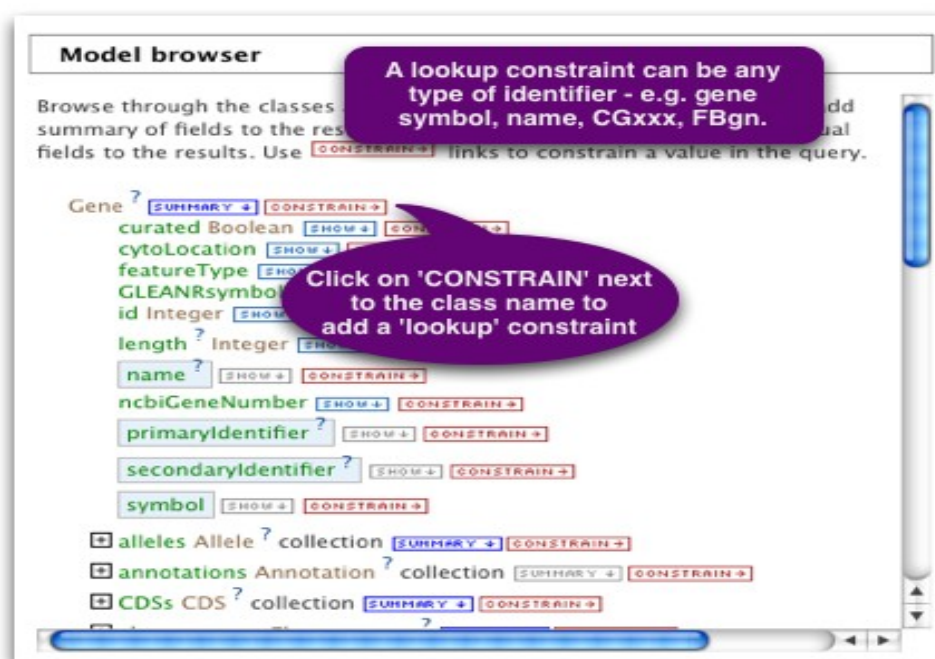 Model browser
A lookup constraint can be any
type of identifier - e.g. gene
symbol, name, CGxxx, FBgn.
Browse through the classes
summary of fields to the
fields to the results. Use CONSTRAIN→ links to constrain a value in the query.
Gene ? SUMMARY ↓ CONSTRAIN→
curated Boolean SHOW↓
cytoLocation SHOW↓
featureType
Click on 'CONSTRAIN' next
to the class name to
add a 'lookup' constraint
id Integer
length ? Integer
name ? SHOW↓ CONSTRAIN→
ncbiGeneNumber SHOW↓ CONSTRAIN→
primaryIdentifier ? SHOW↓ CONSTRAIN→
secondaryIdentifier ? SHOW↓ CONSTRAIN→
symbol SHOW↓ CONSTRAIN→
+ alleles Allele ? collection SUMMARY ↓ CONSTRAIN→
+ annotations Annotation ? collection SUMMARY ↓ CONSTRAIN→
+ CDSs CDS ? collection SUMMARY ↓ CONSTRAIN→